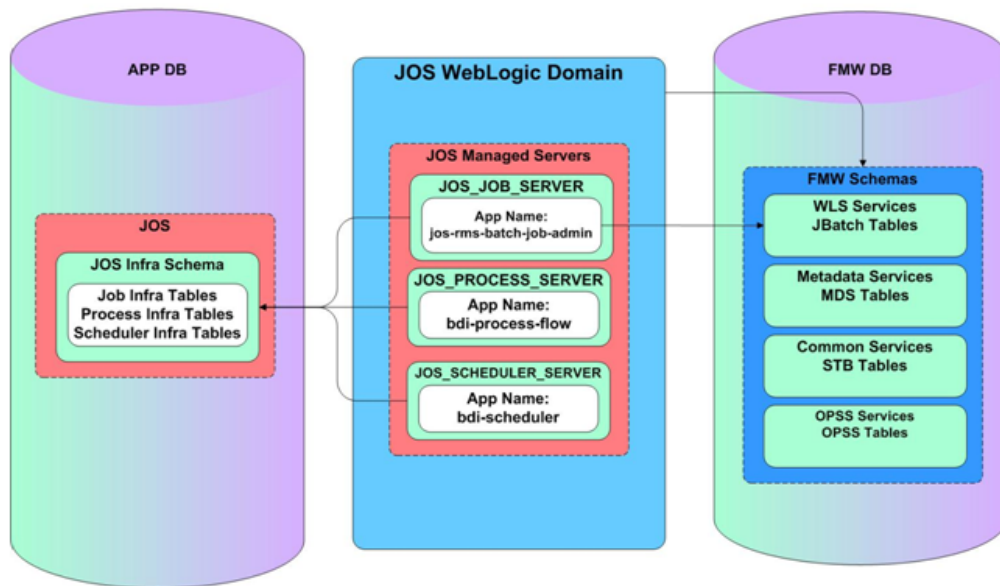 APP DB
JOS
JOS Infra Schema
Job Infra Tables
Process Infra Tables
Scheduler Infra Tables
JOS WebLogic Domain
JOS Managed Servers
JOS_JOB_SERVER
App Name:
jos-rms-batch-job-admin
JOS_PROCESS_SERVER
App Name:
bdi-process-flow
JOS_SCHEDULER_SERVER
App Name:
bdi-scheduler
FMW DB
FMW Schemas
WLS Services
JBatch Tables
Metadata Services
MDS Tables
Common Services
STB Tables
OPSS Services
OPSS Tables